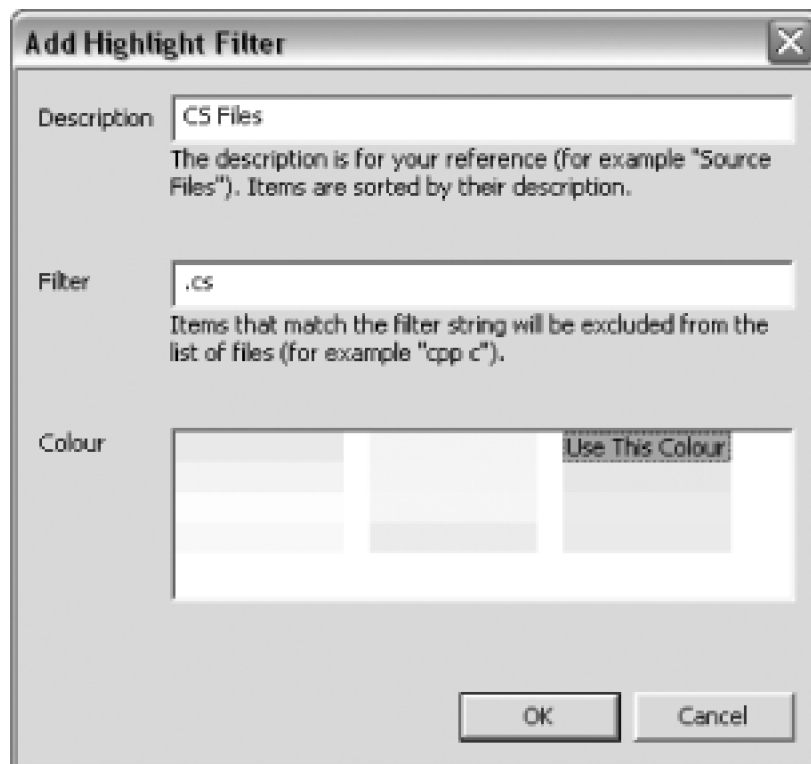 Add Highlight Filter
Description
CS Files
The description is for your reference (for example "Source
Files"). Items are sorted by their description.
Filter
.cs
Items that match the filter string will be excluded from the
list of files (for example "cpp c").
Colour
Use This Colour
OK
Cancel